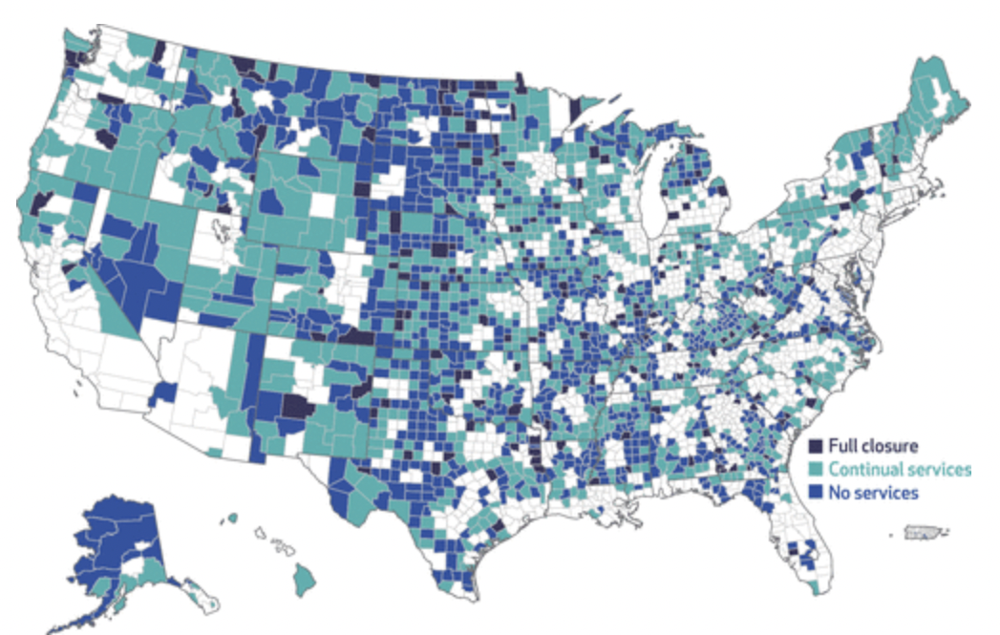 Full closure
Continual services
No services